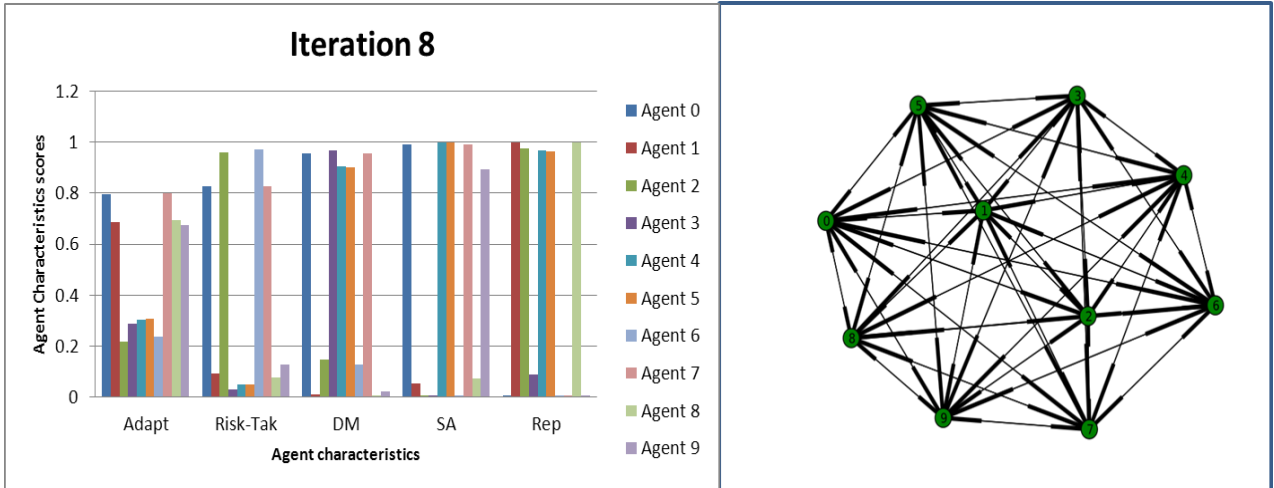 Iteration 8
Agent Characteristics scores
1.2
1
0.8
0.6
0.4
0.2
0
Adapt Risk-Tak DM SA Rep
Agent characteristics
Agent 0
Agent 1
Agent 2
Agent 3
Agent 4
Agent 5
Agent 6
Agent 7
Agent 8
Agent 9
3
5
4
1
0
6
2
8
9
7